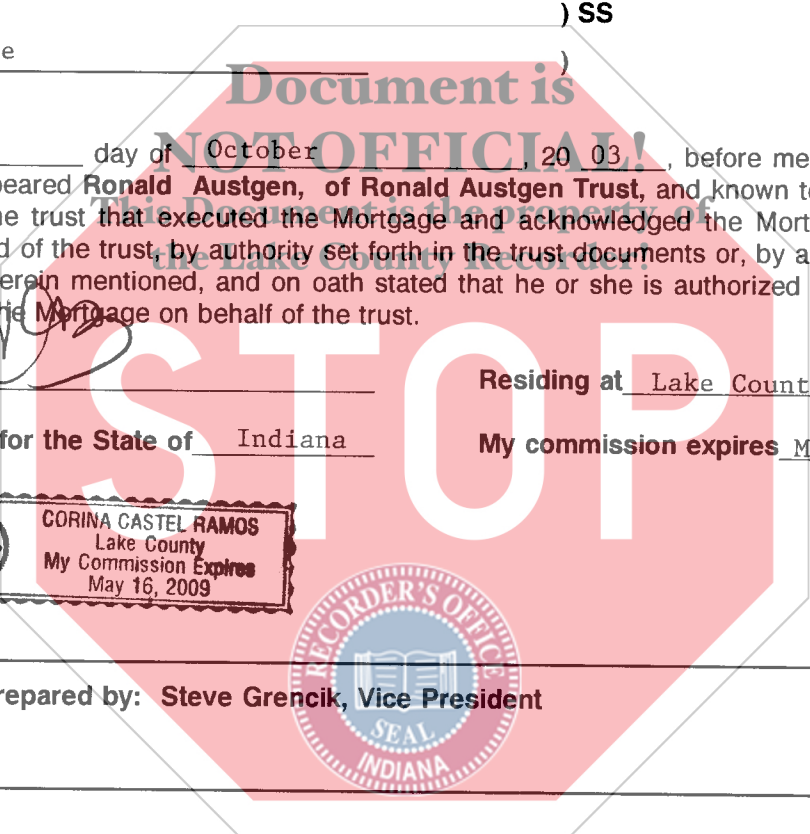 ) SS
e )
Document is
NOT OFFICIAL!
This Document is the property of
the Lake County Recorder!
day of October , 20 03 , before me
peared Ronald Austgen, of Ronald Austgen Trust, and known to
ne trust that executed the Mortgage and acknowledged the Mort
d of the trust, by authority set forth in the trust documents or, by a
erein mentioned, and on oath stated that he or she is authorized
he Mortgage on behalf of the trust.
STOP
Residing at Lake Count
for the State of Indiana My commission expires M
CORINA CASTEL RAMOS
Lake County
My Commission Expires
May 16, 2009
RECORDER'S OFFICE
SEAL
INDIANA
repared by: Steve Grencik, Vice President